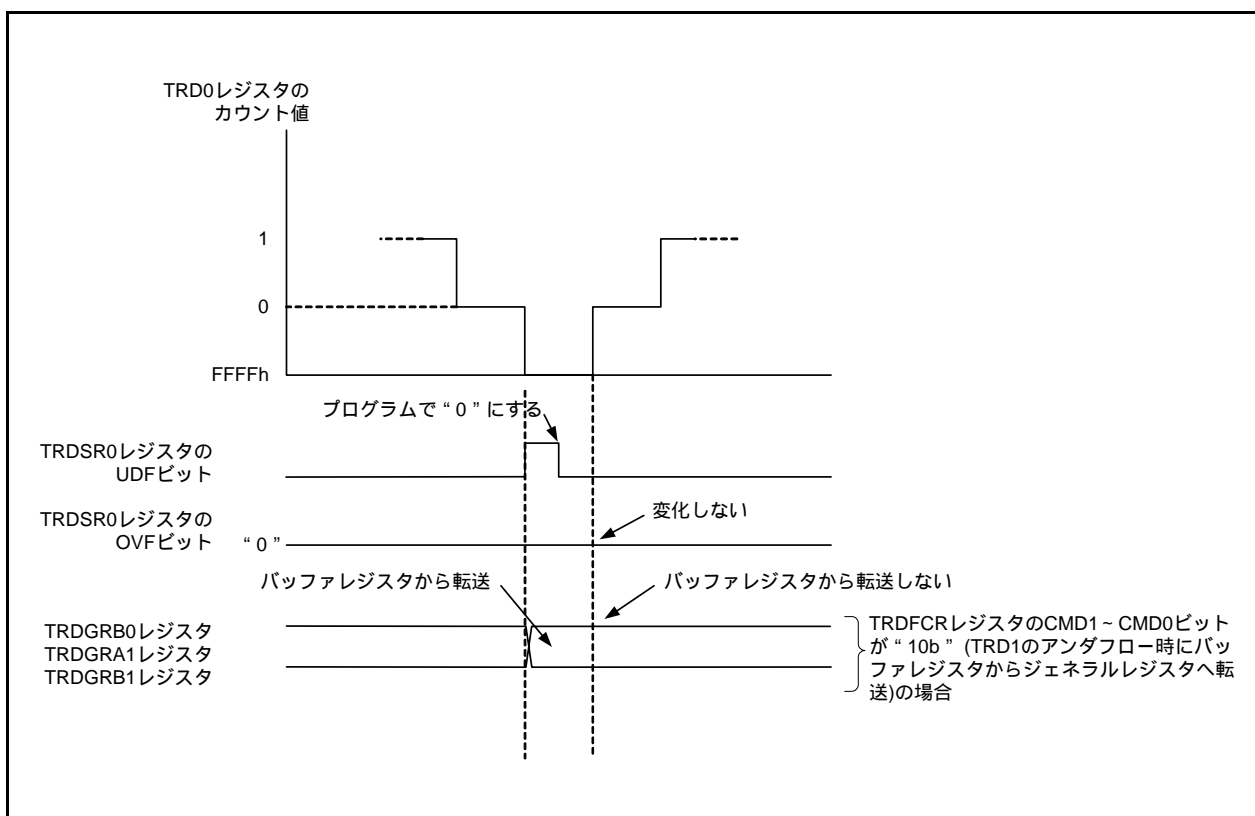 TRD0レジスタの
カウント値
1
0
FFFFh
プログラムで“0”にする
TRDSR0レジスタの
UDFビット
変化しない
TRDSR0レジスタの
OVFビット
“0”
バッファレジスタから転送
バッファレジスタから転送しない
TRDGRB0レジスタ
TRDGRA1レジスタ
TRDGRB1レジスタ
TRDFCRレジスタのCMD1~CMD0ビット
が“10b”(TRD1のアンダフロー時にバッ
ファレジスタからジェネラルレジスタへ転
送)の場合